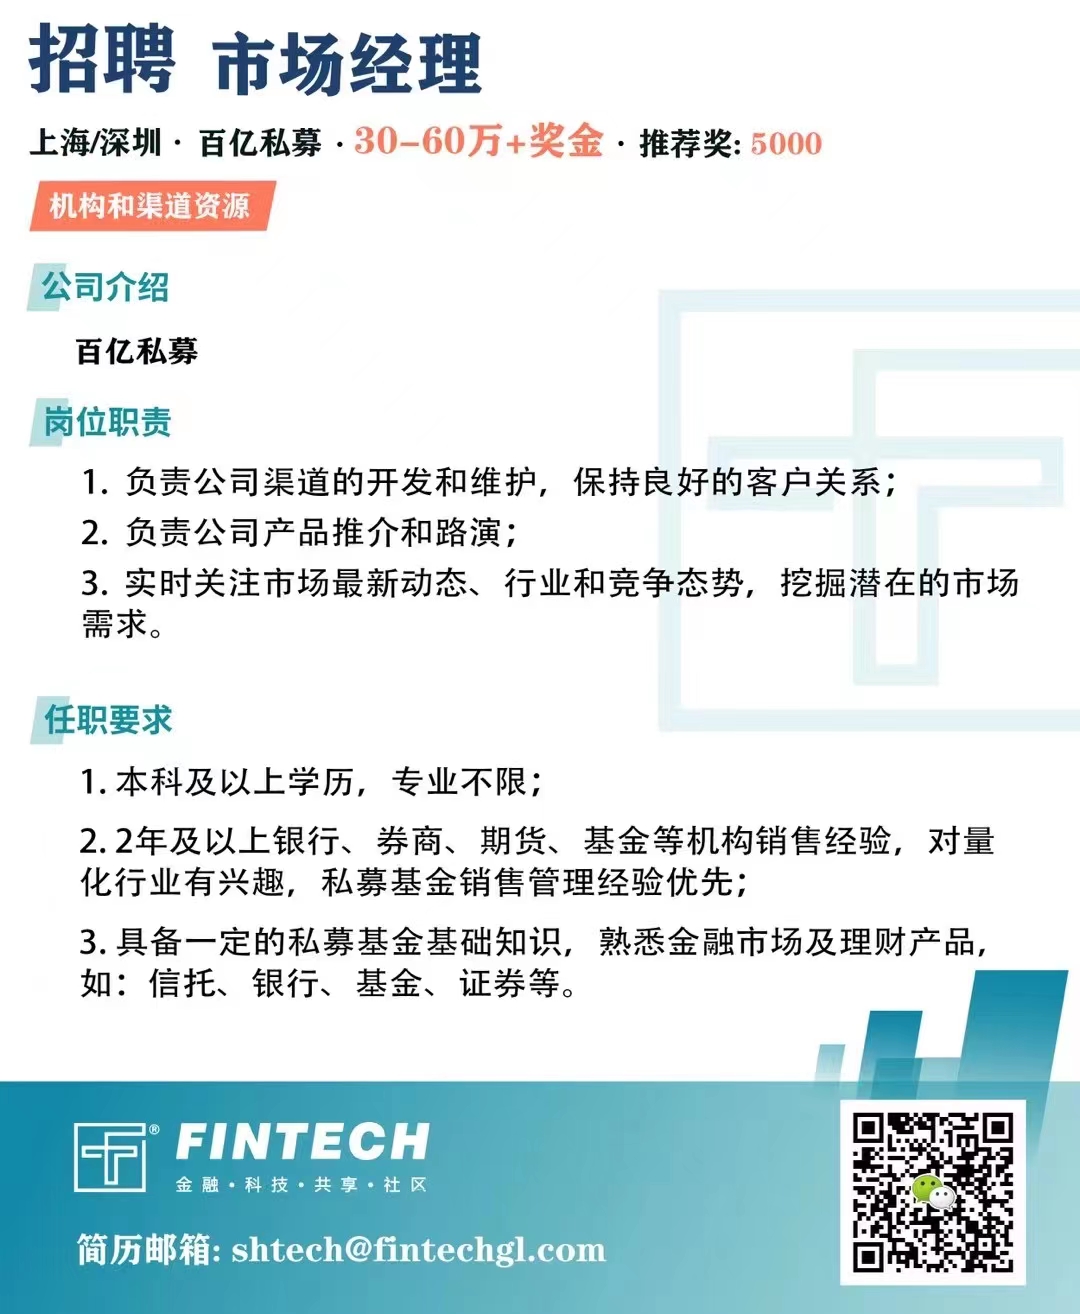 招聘 市场经理
上海/深圳 · 百亿私募 · 30-60万+奖金 · 推荐奖: 5000
机构和渠道资源
公司介绍
百亿私募
岗位职责
1. 负责公司渠道的开发和维护，保持良好的客户关系；
2. 负责公司产品推介和路演；
3. 实时关注市场最新动态、行业和竞争态势，挖掘潜在的市场
需求。
任职要求
1. 本科及以上学历，专业不限；
2. 2年及以上银行、券商、期货、基金等机构销售经验，对量
化行业有兴趣，私募基金销售管理经验优先；
3. 具备一定的私募基金基础知识，熟悉金融市场及理财产品，
如：信托、银行、基金、证券等。
® FINTECH
金融·科技·共享·社区
简历邮箱: shtech@fintechgl.com